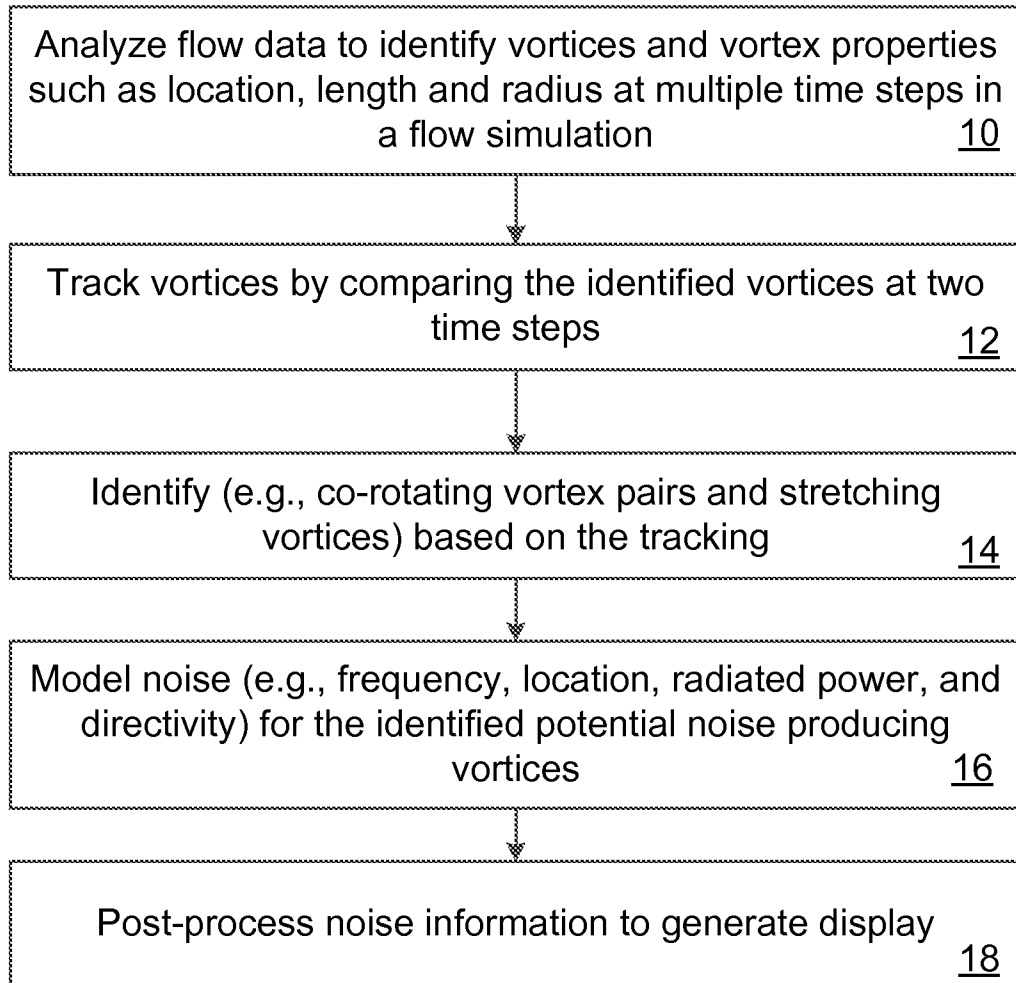 Analyze flow data to identify vortices and vortex properties
such as location, length and radius at multiple time steps in
a flow simulation
10
Track vortices by comparing the identified vortices at two
time steps
12
Identify (e.g., co-rotating vortex pairs and stretching
vortices) based on the tracking
14
Model noise (e.g., frequency, location, radiated power, and
directivity) for the identified potential noise producing
vortices
16
Post-process noise information to generate display
18